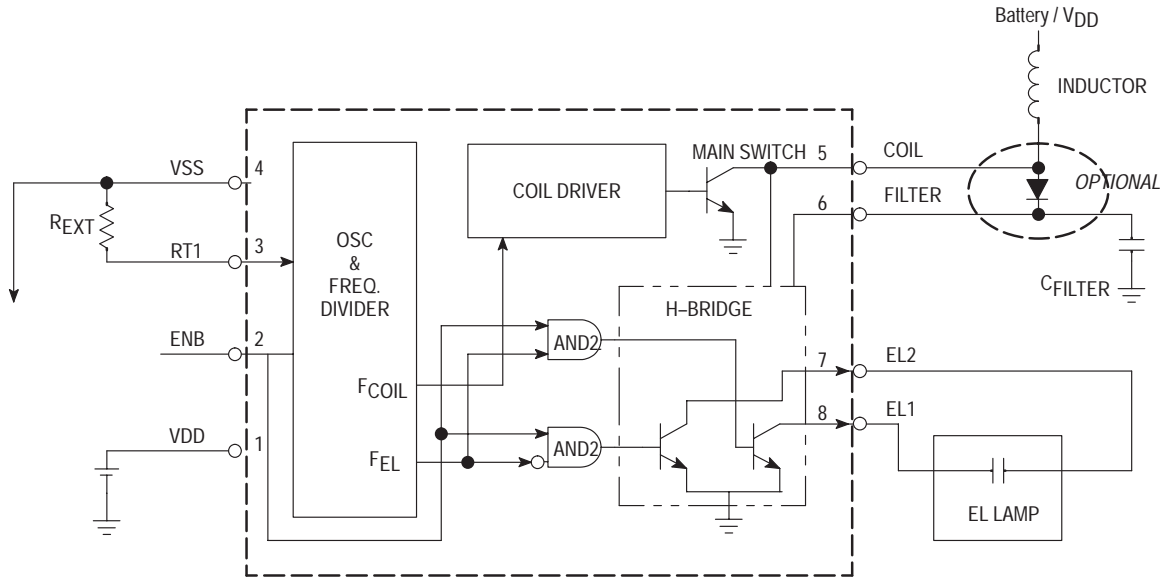 Battery / VDD
INDUCTOR
VSS
4
MAIN SWITCH
5
COIL
OPTIONAL
COIL DRIVER
6
FILTER
REXT
RT1
3
OSC
&
FREQ.
DIVIDER
CFILTER
H–BRIDGE
ENB
2
AND2
7
EL2
FCOIL
8
EL1
VDD
1
AND2
FEL
EL LAMP